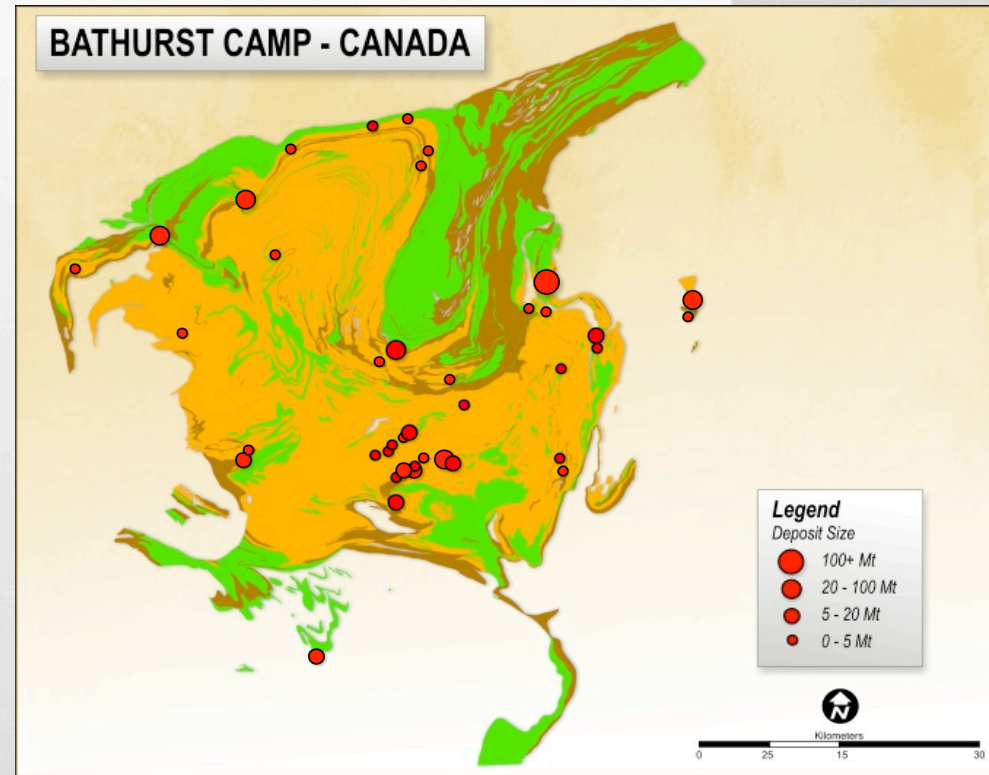 BATHURST CAMP - CANADA
Legend
Deposit Size
100+ Mt
20 - 100 Mt
5 - 20 Mt
0 - 5 Mt
N
Kilometers
0 25 15 30